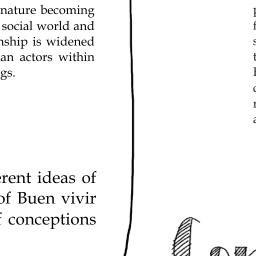 nature becoming
social world and
nship is widened
an actors within
gs.
erent ideas of
of Buen vivir
f conceptions